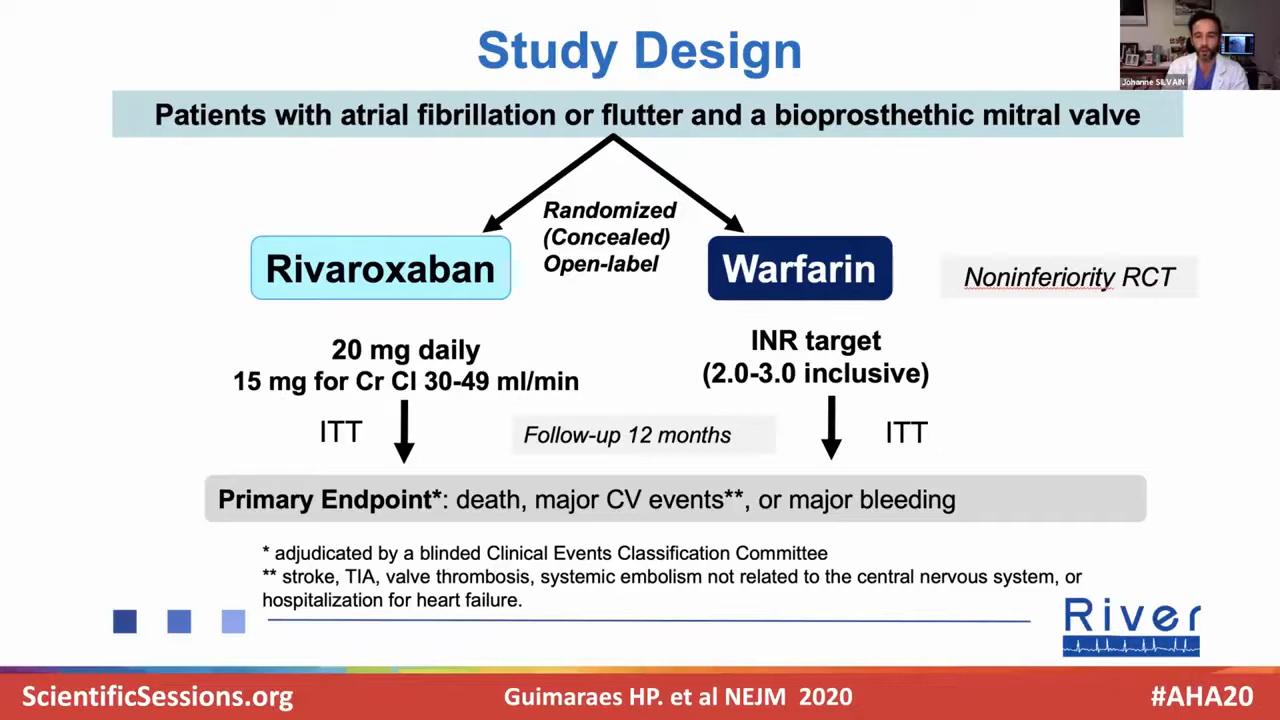 Study Design
Johanne SILVAIN
Patients with atrial fibrillation or flutter and a bioprosthethic mitral valve
Randomized
(Concealed)
Open-label
Rivaroxaban
Warfarin
Noninferiority RCT
20 mg daily
15 mg for Cr Cl 30-49 ml/min
INR target
(2.0-3.0 inclusive)
ITT
Follow-up 12 months
ITT
Primary Endpoint*: death, major CV events**, or major bleeding
* adjudicated by a blinded Clinical Events Classification Committee
** stroke, TIA, valve thrombosis, systemic embolism not related to the central nervous system, or
hospitalization for heart failure.
River
ScientificSessions.org
Guimaraes HP. et al NEJM 2020
#AHA20